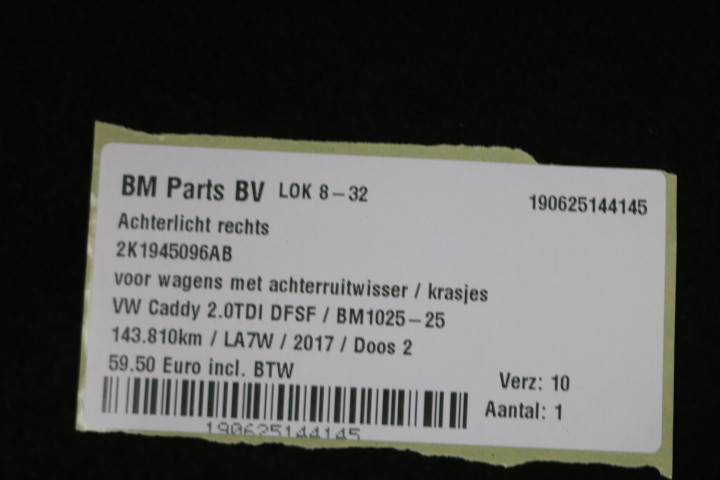 BM Parts BV LOK 8-32
190625144145
Achterlicht rechts
2K1945096AB
voor wagens met achterruitwisser / krasjes
VW Caddy 2.0TDI DFSF / BM1025-25
143.810km / LA7W / 2017 / Doos 2
59.50 Euro incl. BTW
Verz: 10
Aantal: 1
190625144145